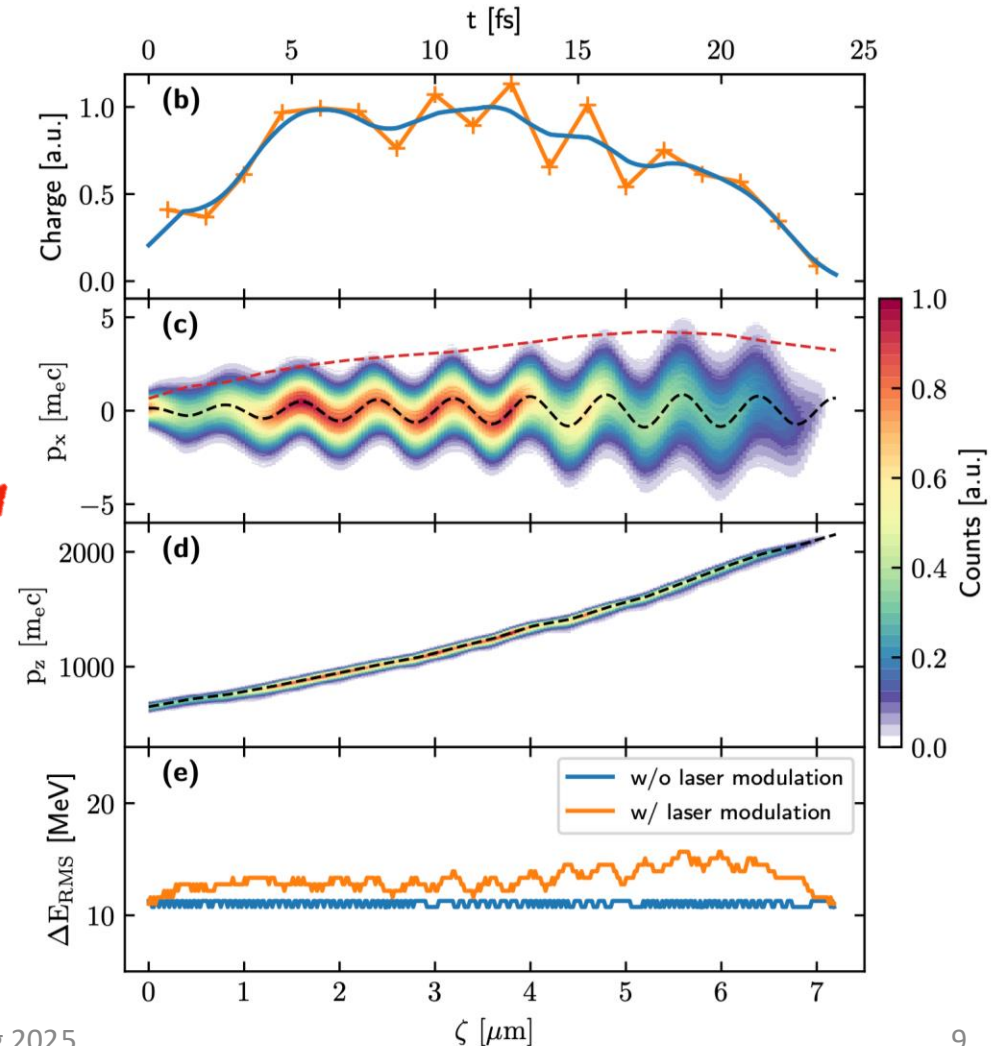 t [fs]
0 5 10 15 20 25
(b)
Charge [a.u.]
1.0
0.5
0.0
(c)
pₓ [mₑc]
5
0
−5
1.0
0.8
0.6
0.4
0.2
0.0
Counts [a.u.]
(d)
p_z [mₑc]
2000
1000
(e)
ΔE_RMS [MeV]
20
10
w/o laser modulation
w/ laser modulation
0 1 2 3 4 5 6 7
ζ [μm]
2025
9